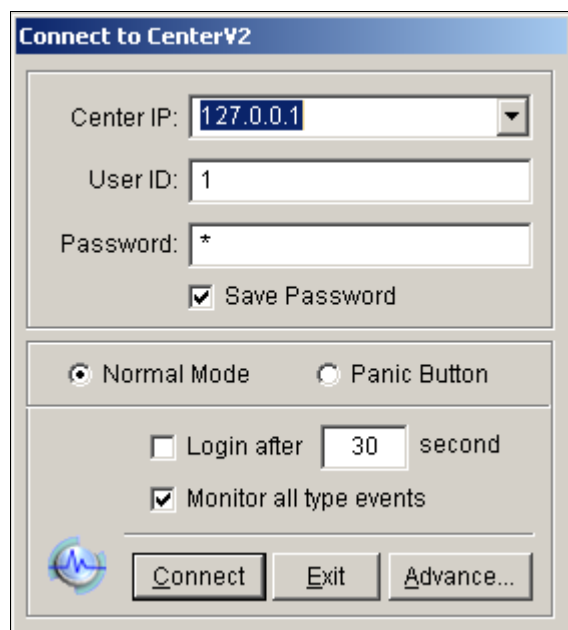 Connect to CenterV2
Center IP: 127.0.0.1
User ID: 1
Password: *
Save Password
Normal Mode Panic Button
Login after 30 second
Monitor all type events
Connect Exit Advance...